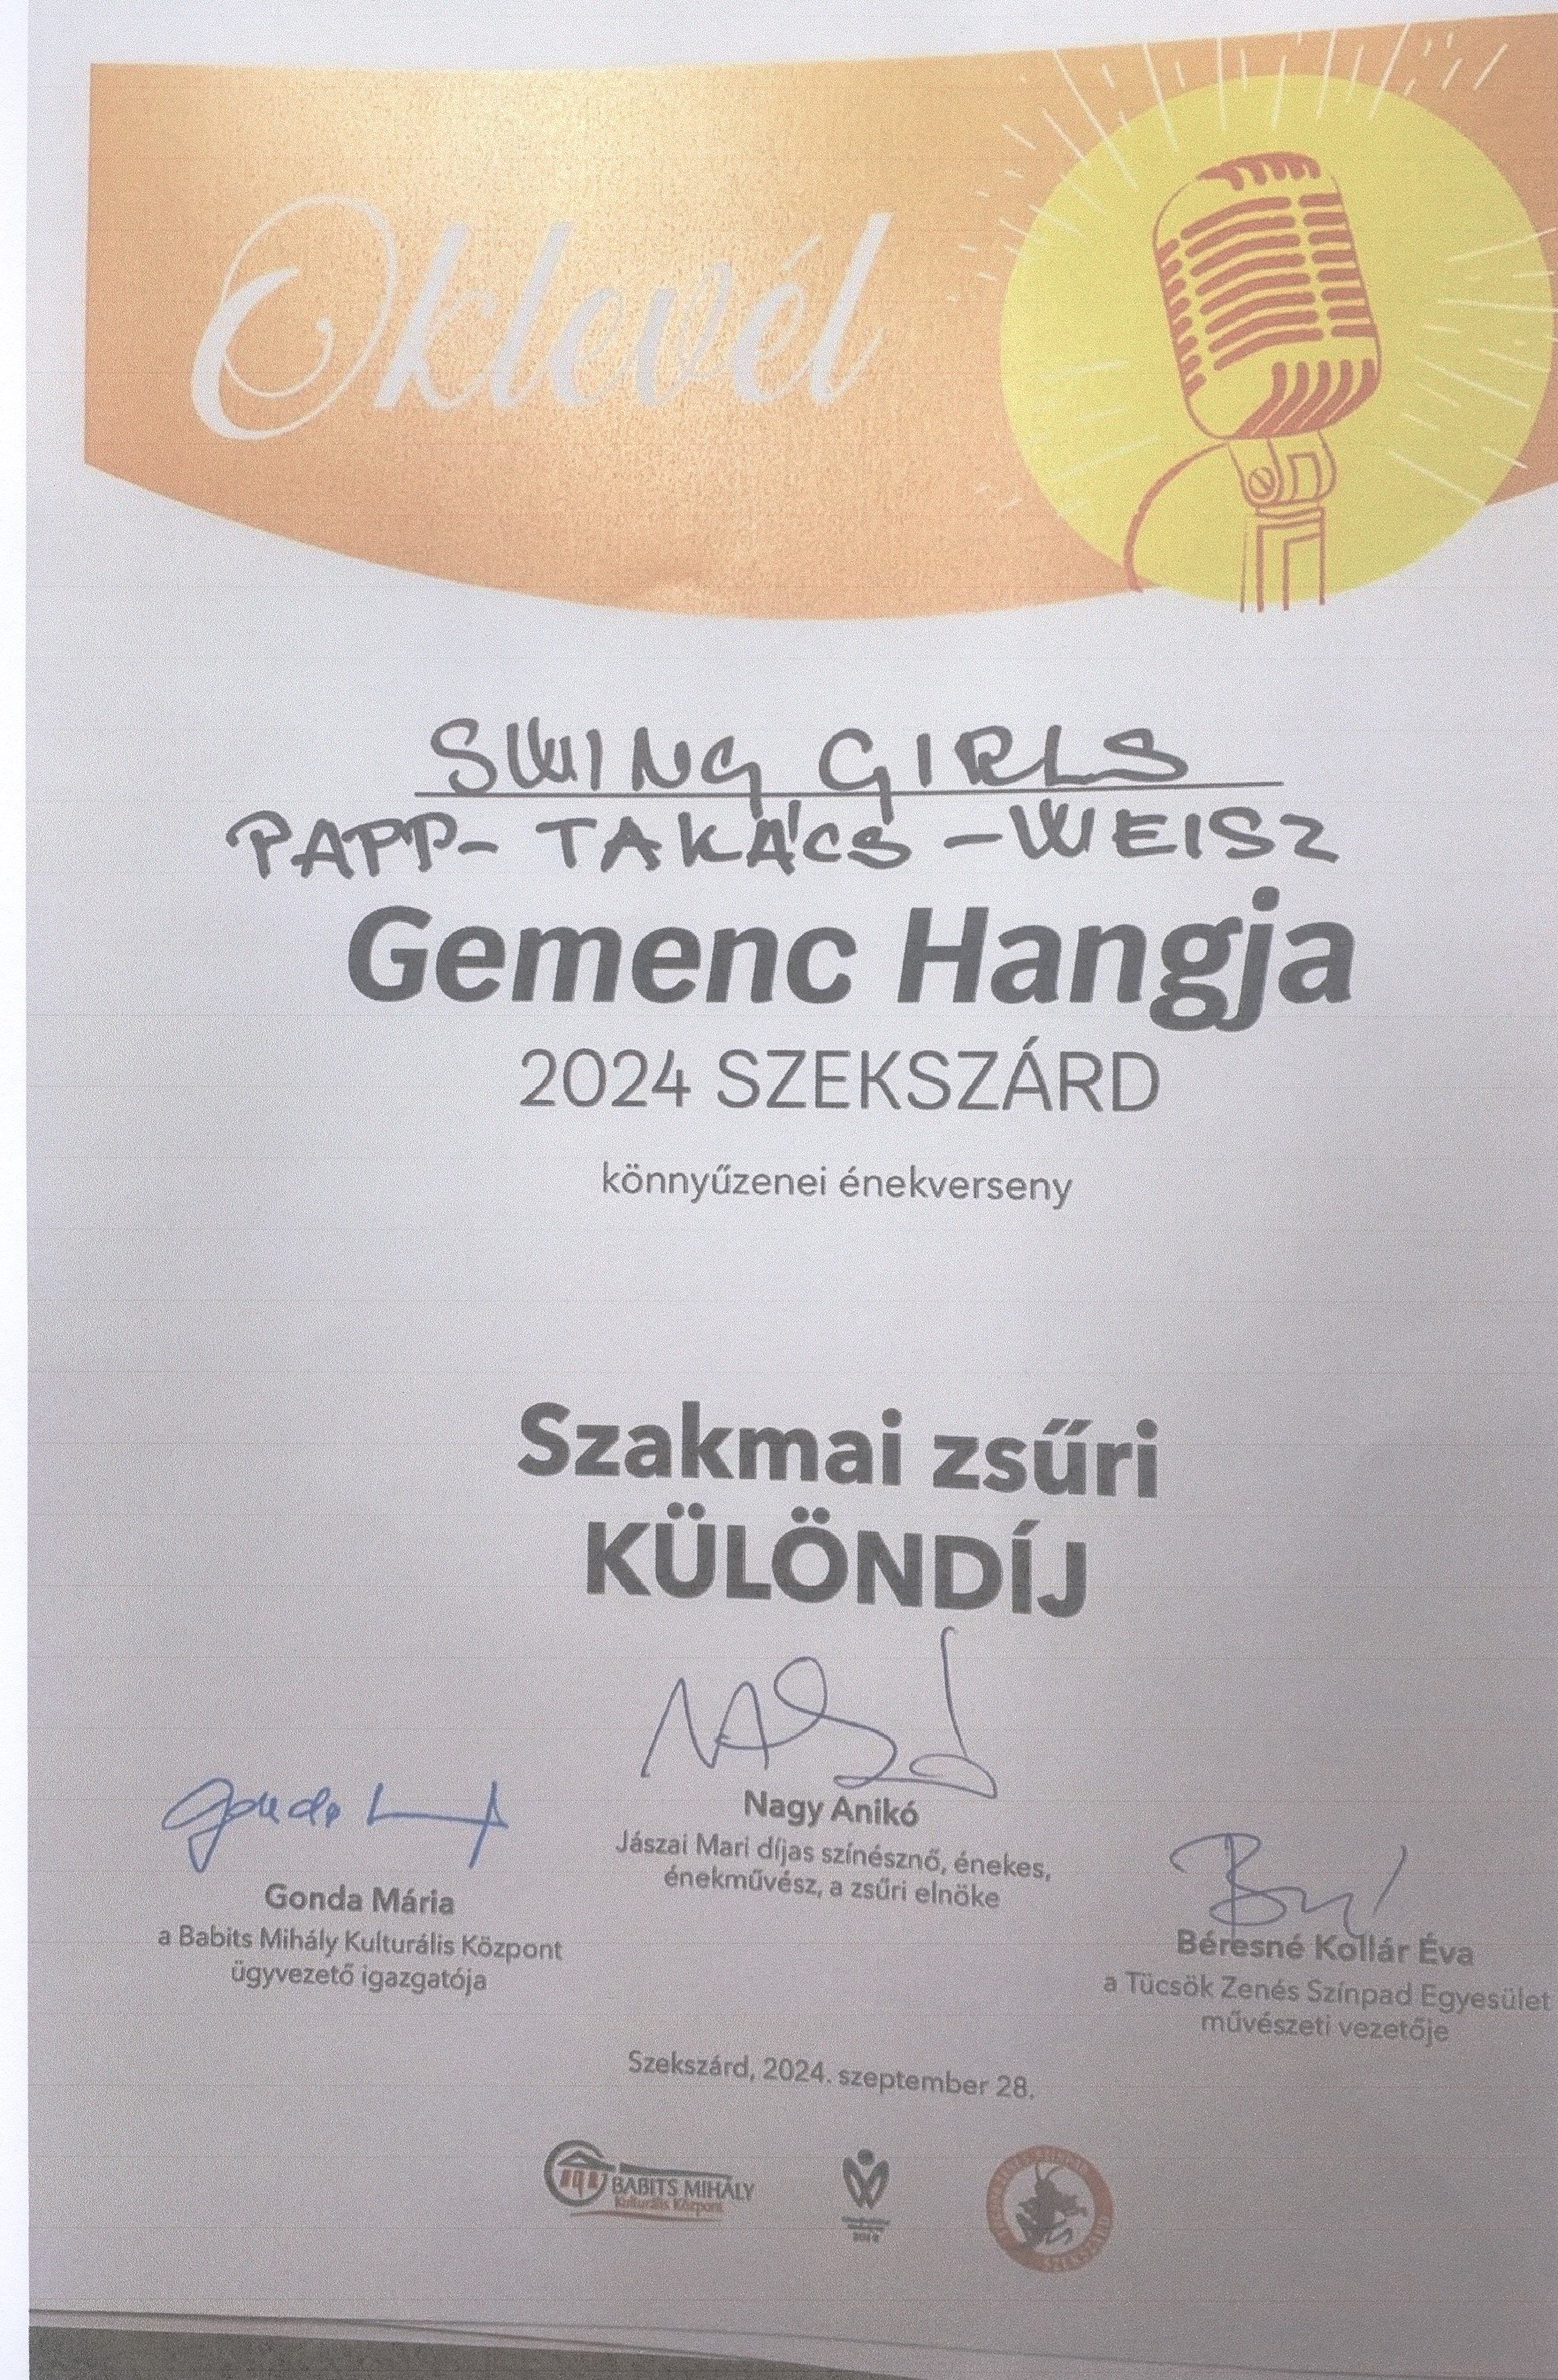 Oklevél
SWING GIRLS
PAPP- TAKÁCS - WEISZ
Gemenc Hangja
2024 SZEKSZÁRD
könnyűzenei énekverseny
Szakmai zsűri
KÜLÖNDÍJ
Nagy Anikó
Jászai Mari díjas színésznő, énekes,
énekművész, a zsűri elnöke
Gonda Mária
a Babits Mihály Kulturális Központ
ügyvezető igazgatója
Béresné Kollár Éva
a Tücsök Zenés Színpad Egyesület
művészeti vezetője
Szekszárd, 2024. szeptember 28.
BABITS MIHÁLY
Kulturális Központ
SZEKSZÁRD